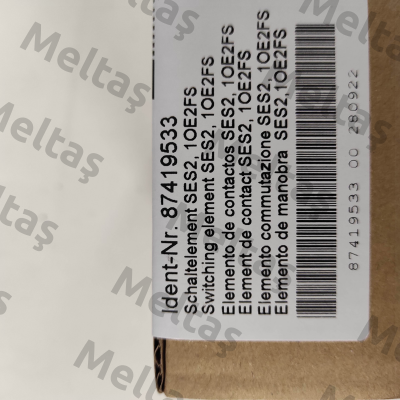 Ident-Nr. 87419533
Schaltelement SES2, 1OE2FS
Switching element SES2, 1OE2FS
Elemento de contactos SES2, 1OE2FS
Element de contact SES2, 1OE2FS
Elemento commutazione SES2, 1OE2FS
Elemento de manobra SES2,1OE2FS
87419533 00 280922
Meltaş
Meltaş
Meltaş
Meltaş
Meltaş
Meltaş
Meltaş
Meltaş